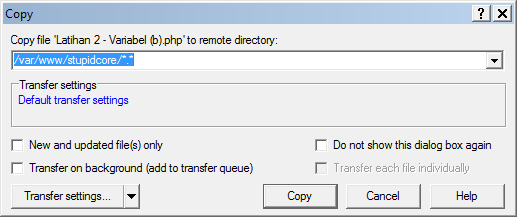 Copy
Copy file 'Latihan 2 - Variabel (b).php' to remote directory:
/var/www/stupidcore/*.*
Transfer settings
Default transfer settings
New and updated file(s) only
Do not show this dialog box again
Transfer on background (add to transfer queue)
Transfer each file individually
Transfer settings...
Copy
Cancel
Help